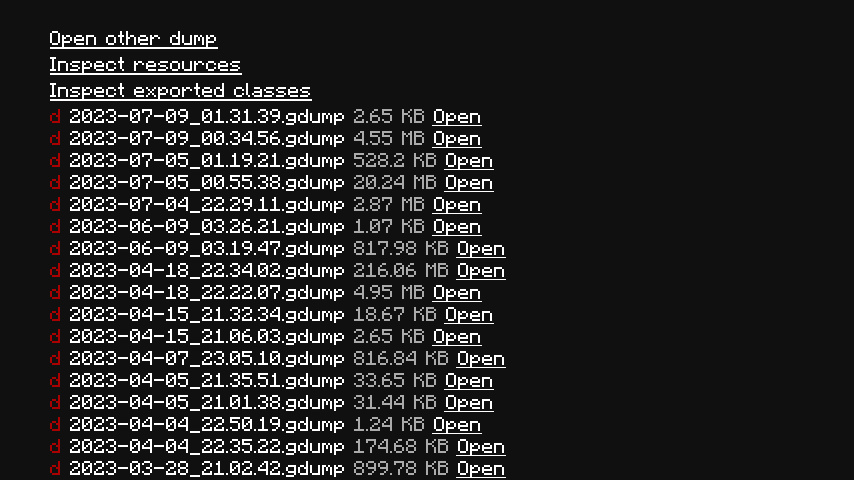 Open other dump
Inspect resources
Inspect exported classes
d 2023-07-09_01.31.39.gdump 2.65 KB Open
d 2023-07-09_00.34.56.gdump 4.55 MB Open
d 2023-07-05_01.19.21.gdump 528.2 KB Open
d 2023-07-05_00.55.38.gdump 20.24 MB Open
d 2023-07-04_22.29.11.gdump 2.87 MB Open
d 2023-06-09_03.26.21.gdump 1.07 KB Open
d 2023-06-09_03.19.47.gdump 817.98 KB Open
d 2023-04-18_22.34.02.gdump 216.06 MB Open
d 2023-04-18_22.22.07.gdump 4.95 MB Open
d 2023-04-15_21.32.34.gdump 18.67 KB Open
d 2023-04-15_21.06.03.gdump 2.65 KB Open
d 2023-04-07_23.05.10.gdump 816.84 KB Open
d 2023-04-05_21.35.51.gdump 33.65 KB Open
d 2023-04-05_21.01.38.gdump 31.44 KB Open
d 2023-04-04_22.50.19.gdump 1.24 KB Open
d 2023-04-04_22.35.22.gdump 174.68 KB Open
d 2023-03-28_21.02.42.gdump 899.78 KB Open